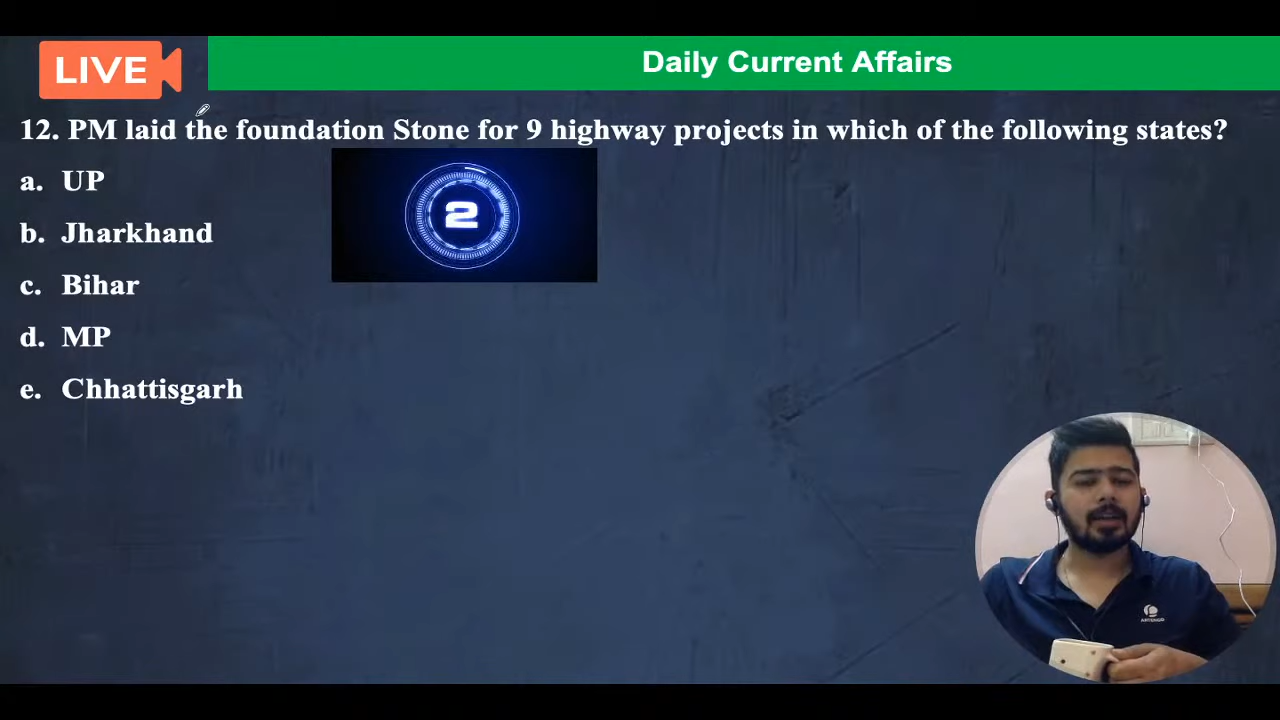 LIVE
Daily Current Affairs
12. PM laid the foundation Stone for 9 highway projects in which of the following states?
a. UP
2
b. Jharkhand
c. Bihar
d. MP
e. Chhattisgarh
ARTENGO